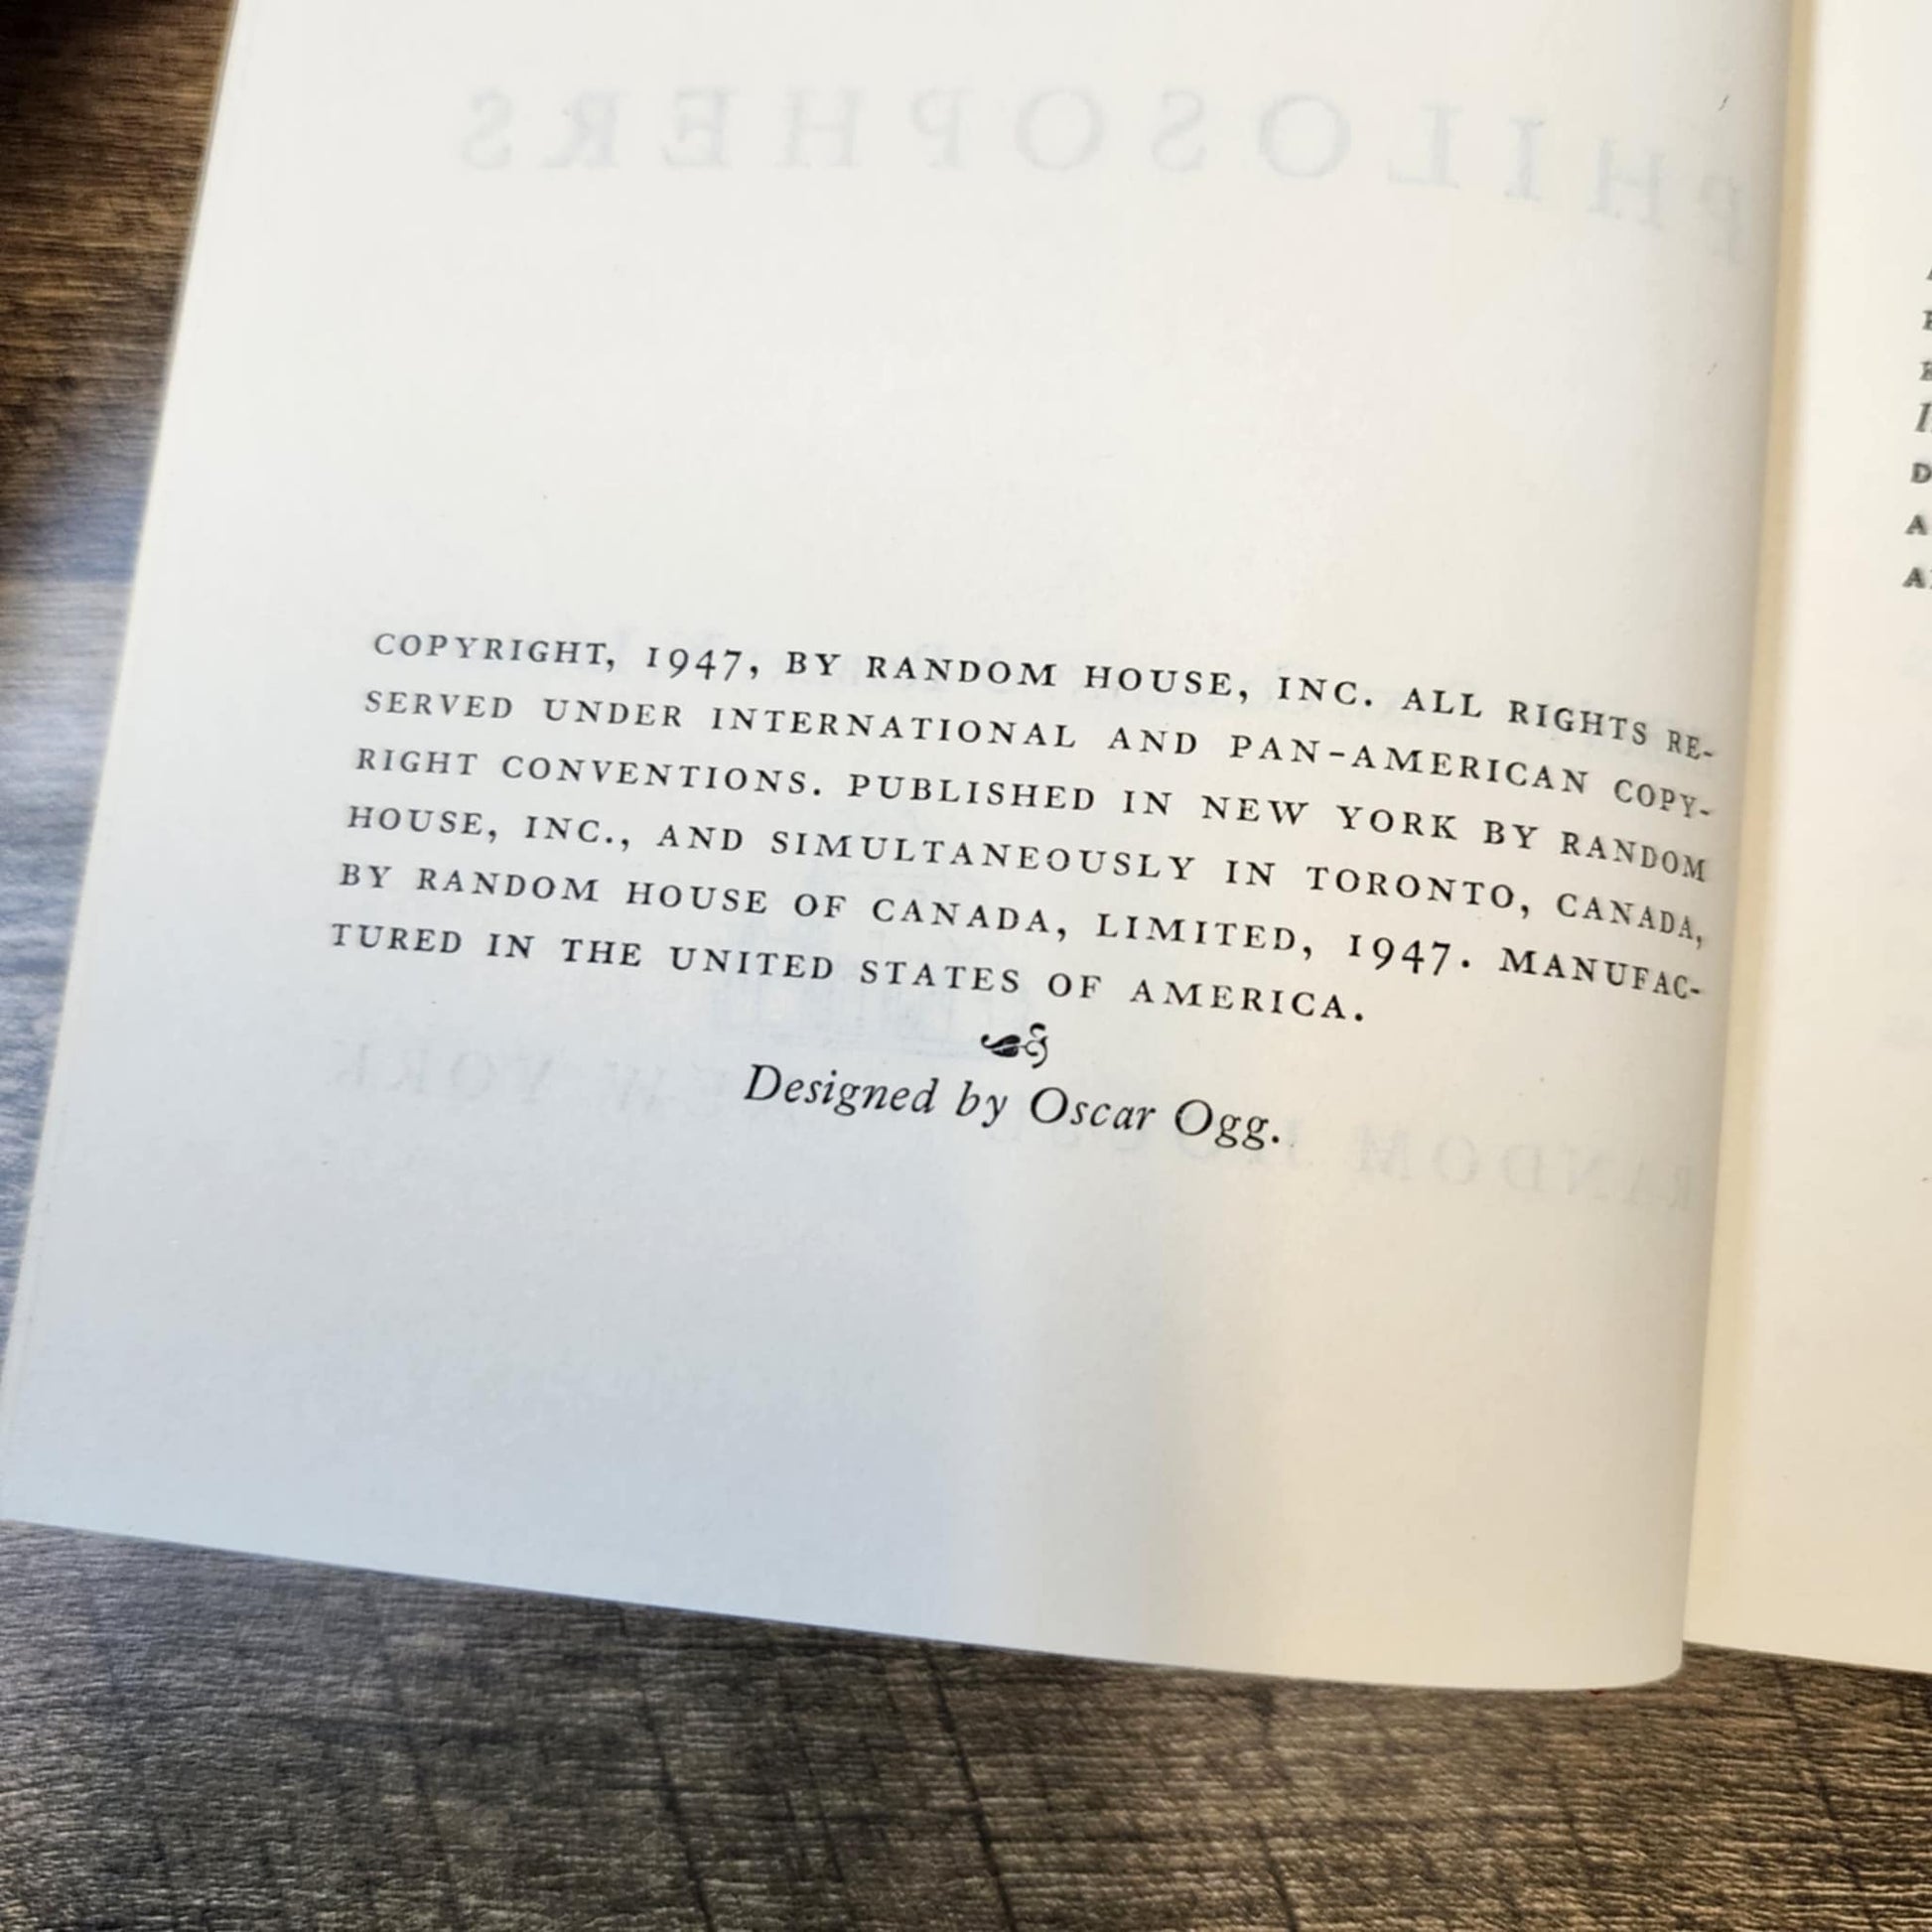 PHILOSOPHERS
COPYRIGHT, 1947, BY RANDOM HOUSE, INC. ALL RIGHTS RE-
SERVED UNDER INTERNATIONAL AND PAN-AMERICAN COPY-
RIGHT CONVENTIONS. PUBLISHED IN NEW YORK BY RANDOM
HOUSE, INC., AND SIMULTANEOUSLY IN TORONTO, CANADA,
BY RANDOM HOUSE OF CANADA, LIMITED, 1947. MANUFAC-
TURED IN THE UNITED STATES OF AMERICA.
Designed by Oscar Ogg.